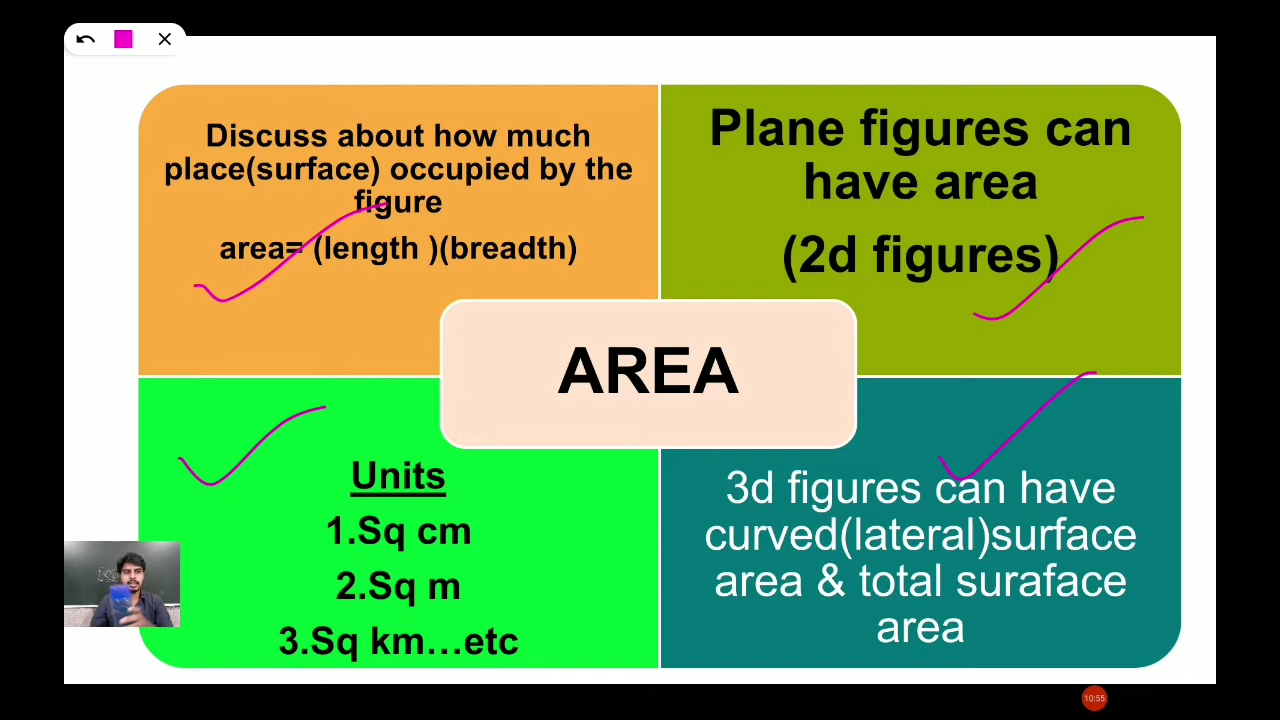 Discuss about how much
place(surface) occupied by the
figure
area= (length )(breadth)
Plane figures can
have area
(2d figures)
AREA
Units
1.Sq cm
2.Sq m
3.Sq km...etc
3d figures can have
curved(lateral)surface
area & total suraface
area
10:55